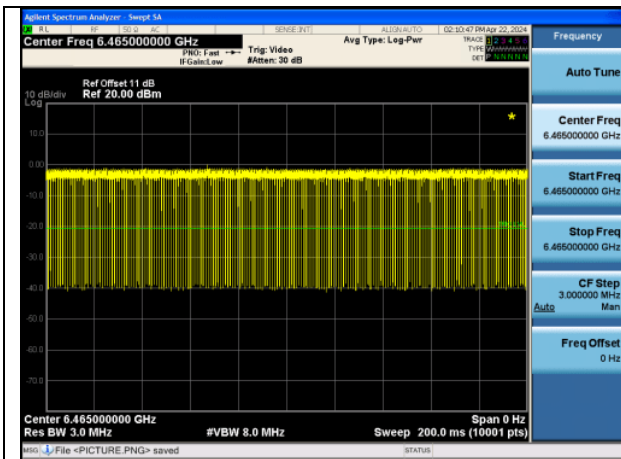 Agilent Spectrum Analyzer - Swept SA
RL RF 50 Ω AC SENSE:INT ALIGN AUTO 02:10:47 PM Apr 22, 2024
Center Freq 6.465000000 GHz
PNO: Fast
IFGain:Low
Trig: Video
#Atten: 30 dB
Avg Type: Log-Pwr
TRACE 1 2 3 4 5 6
TYPE
DET P N N N N N
Ref Offset 11 dB
10 dB/div Ref 20.00 dBm
Log
10.0
0.00
-10.0
-20.0
-30.0
-40.0
-50.0
-60.0
-70.0
Center 6.465000000 GHz Span 0 Hz
Res BW 3.0 MHz #VBW 8.0 MHz Sweep 200.0 ms (10001 pts)
MSG File <PICTURE.PNG> saved STATUS
Frequency
Auto Tune
Center Freq
6.465000000 GHz
Start Freq
6.465000000 GHz
Stop Freq
6.465000000 GHz
CF Step
3.000000 MHz
Auto Man
Freq Offset
0 Hz